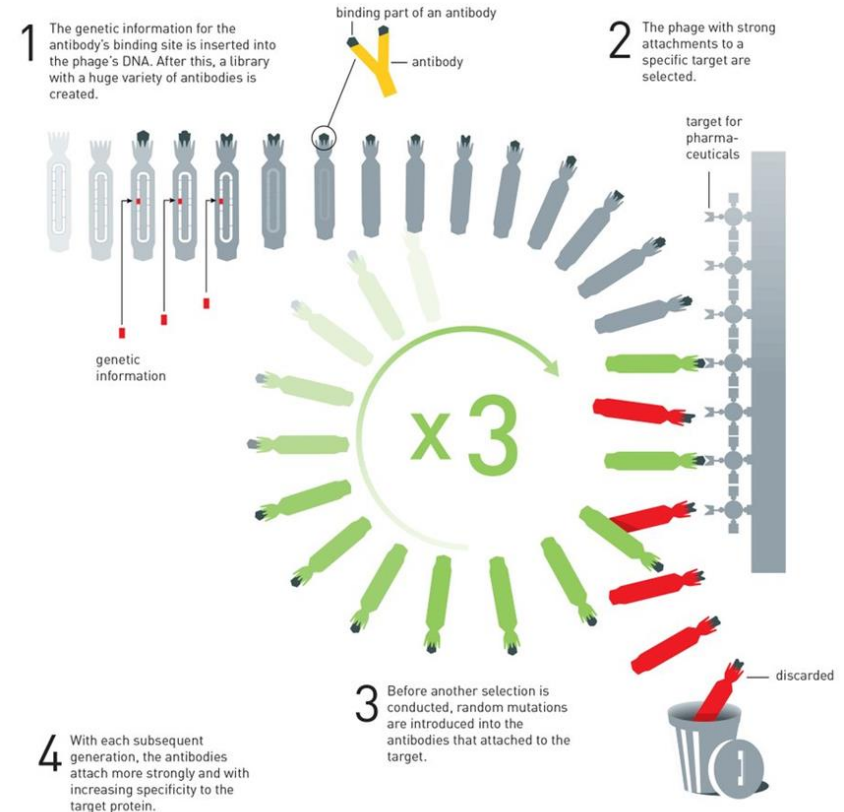 1
The genetic information for the
antibody's binding site is inserted into
the phage's DNA. After this, a library
with a huge variety of antibodies is
created.
binding part of an antibody
antibody
2
The phage with strong
attachments to a
specific target are
selected.
target for
pharma-
ceuticals
genetic
information
x 3
discarded
3
Before another selection is
conducted, random mutations
are introduced into the
antibodies that attached to the
target.
4
With each subsequent
generation, the antibodies
attach more strongly and with
increasing specificity to the
target protein.